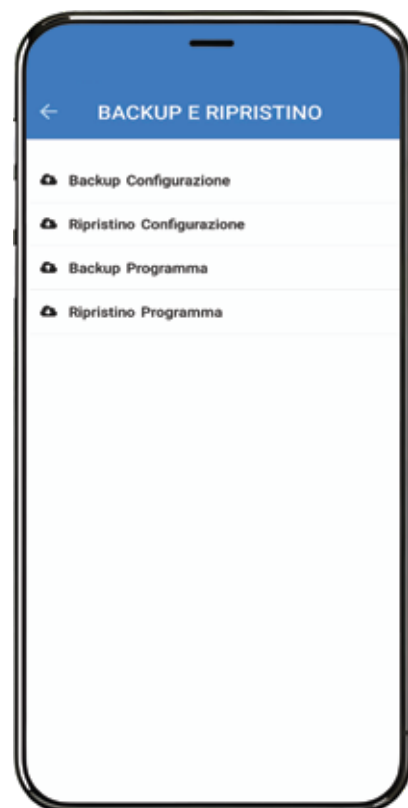 BACKUP E RIPRISTINO
Backup Configurazione
Ripristino Configurazione
Backup Programma
Ripristino Programma